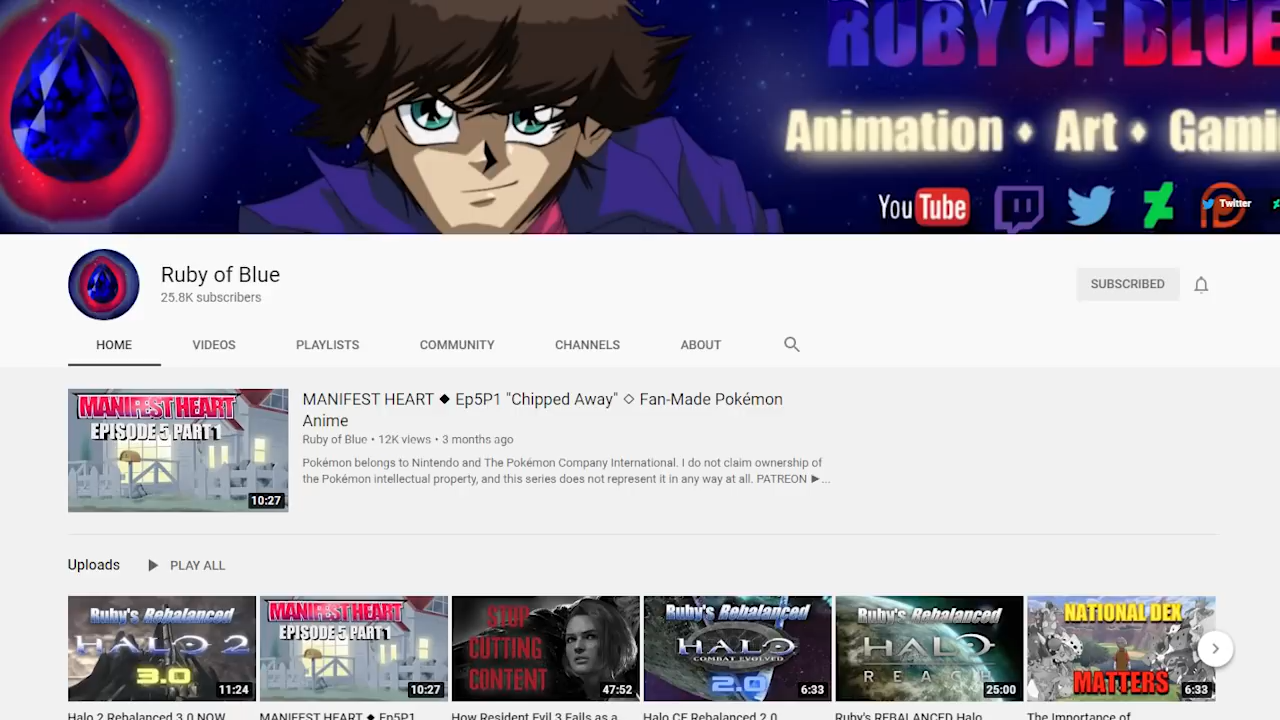 RUBY OF BLUE
Animation ♦ Art ♦ Gami
YouTube
Twitter
Ruby of Blue
25.8K subscribers
SUBSCRIBED
HOME VIDEOS PLAYLISTS COMMUNITY CHANNELS ABOUT
MANIFEST HEART
EPISODE 5 PART 1
10:27
MANIFEST HEART ◆ Ep5P1 "Chipped Away" ◇ Fan-Made Pokémon
Anime
Ruby of Blue • 12K views • 3 months ago
Pokémon belongs to Nintendo and The Pokémon Company International. I do not claim ownership of
the Pokémon intellectual property, and this series does not represent it in any way at all. PATREON ►...
Uploads PLAY ALL
Ruby's Rebalanced
HALO 2
3.0
11:24
MANIFEST HEART
EPISODE 5 PART 1
10:27
STOP
CUTTING
CONTENT
47:52
Ruby's Rebalanced
HALO
COMBAT EVOLVED
2.0
6:33
Ruby's Rebalanced
HALO
REACH
25:00
NATIONAL DEX
MATTERS
6:33
Halo 2 Rebalanced 3.0 NOW
MANIFEST HEART ◆ Ep5P1
How Resident Evil 3 Fails as a
Halo CE Rebalanced 2.0
Ruby's REBALANCED Halo
The Importance of